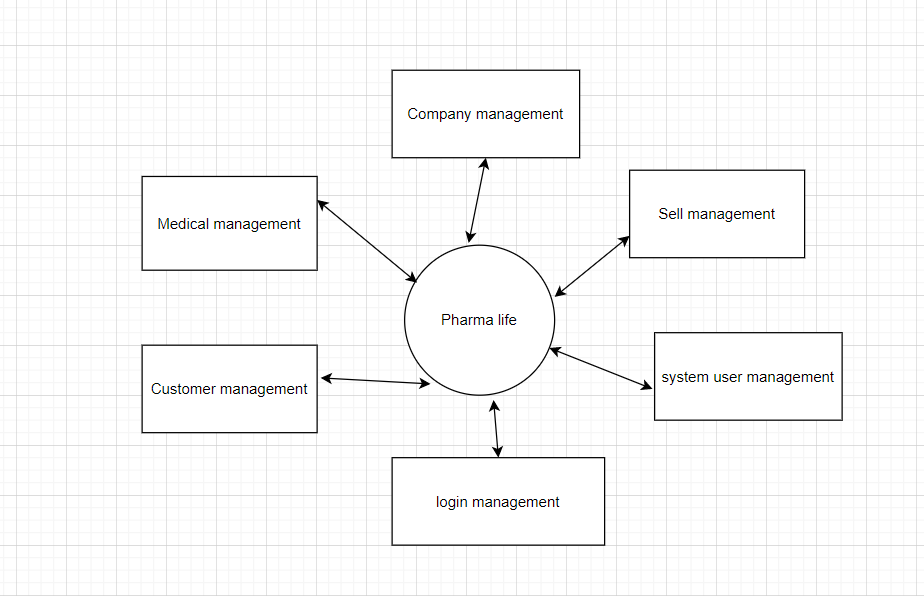 Company management
Sell management
Medical management
Pharma life
system user management
Customer management
login management